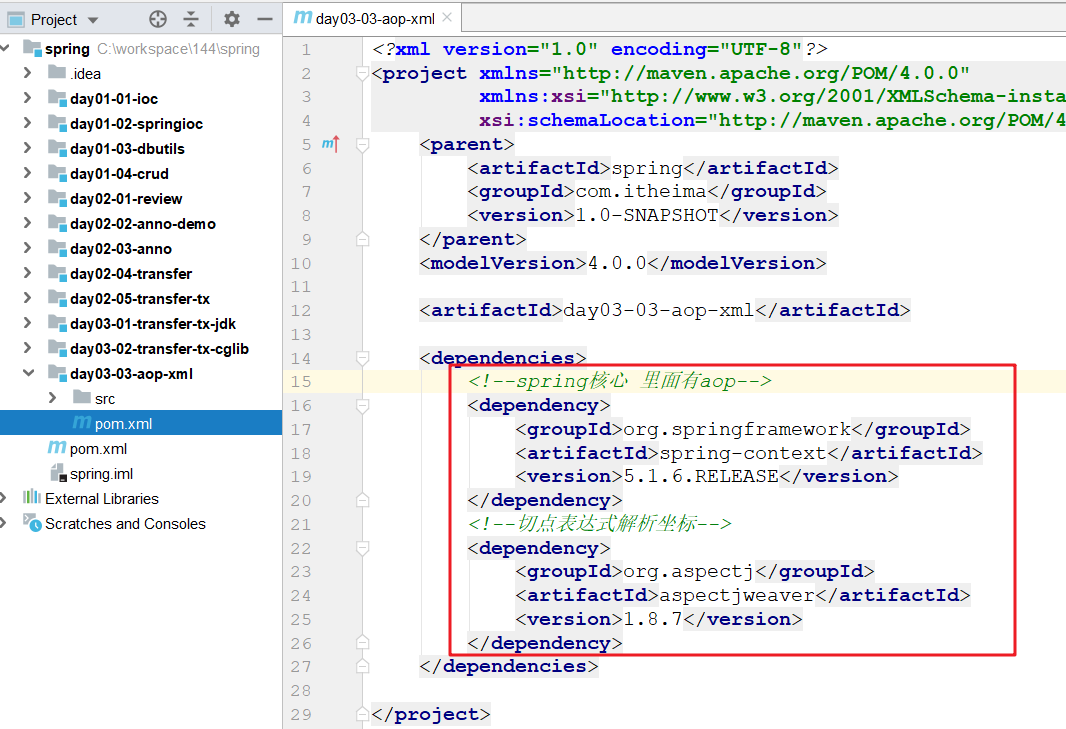 Project
spring C:\workspace\144\spring
.idea
day01-01-ioc
day01-02-springioc
day01-03-dbutils
day01-04-crud
day02-01-review
day02-02-anno-demo
day02-03-anno
day02-04-transfer
day02-05-transfer-tx
day03-01-transfer-tx-jdk
day03-02-transfer-tx-cglib
day03-03-aop-xml
src
m pom.xml
m pom.xml
spring.iml
External Libraries
Scratches and Consoles
m day03-03-aop-xml
1 <?xml version="1.0" encoding="UTF-8"?>
2 <project xmlns="http://maven.apache.org/POM/4.0.0"
3 xmlns:xsi="http://www.w3.org/2001/XMLSchema-insta
4 xsi:schemaLocation="http://maven.apache.org/POM/4
5 m <parent>
6 <artifactId>spring</artifactId>
7 <groupId>com.itheima</groupId>
8 <version>1.0-SNAPSHOT</version>
9 </parent>
10 <modelVersion>4.0.0</modelVersion>
11
12 <artifactId>day03-03-aop-xml</artifactId>
13
14 <dependencies>
15 <!--spring核心 里面有aop-->
16 <dependency>
17 <groupId>org.springframework</groupId>
18 <artifactId>spring-context</artifactId>
19 <version>5.1.6.RELEASE</version>
20 </dependency>
21 <!--切点表达式解析坐标-->
22 <dependency>
23 <groupId>org.aspectj</groupId>
24 <artifactId>aspectjweaver</artifactId>
25 <version>1.8.7</version>
26 </dependency>
27 </dependencies>
28
29 </project>